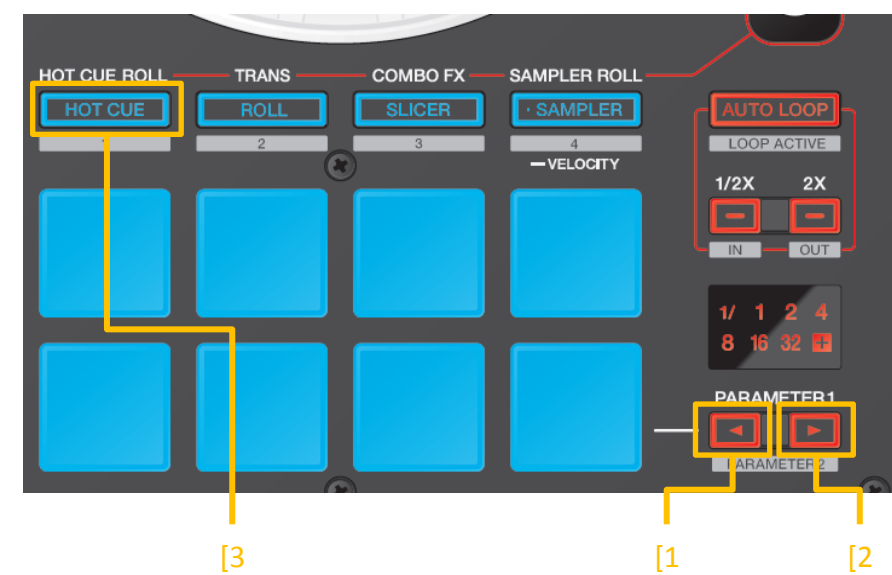 HOT CUE ROLL TRANS COMBO FX SAMPLER ROLL
HOT CUE ROLL SLICER · SAMPLER AUTO LOOP
2 3 4 LOOP ACTIVE
VELOCITY
1/2X 2X
IN OUT
1/ 1 2 4
8 16 32 +
PARAMETER1
◄ ►
PARAMETER2
[3 [1 [2